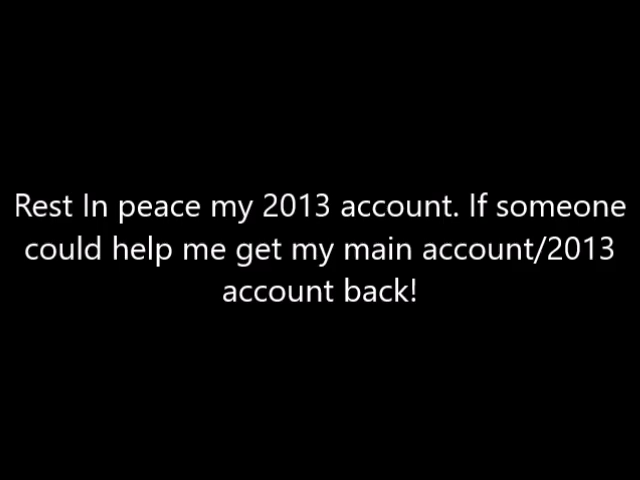 Rest In peace my 2013 account. If someone
could help me get my main account/2013
account back!